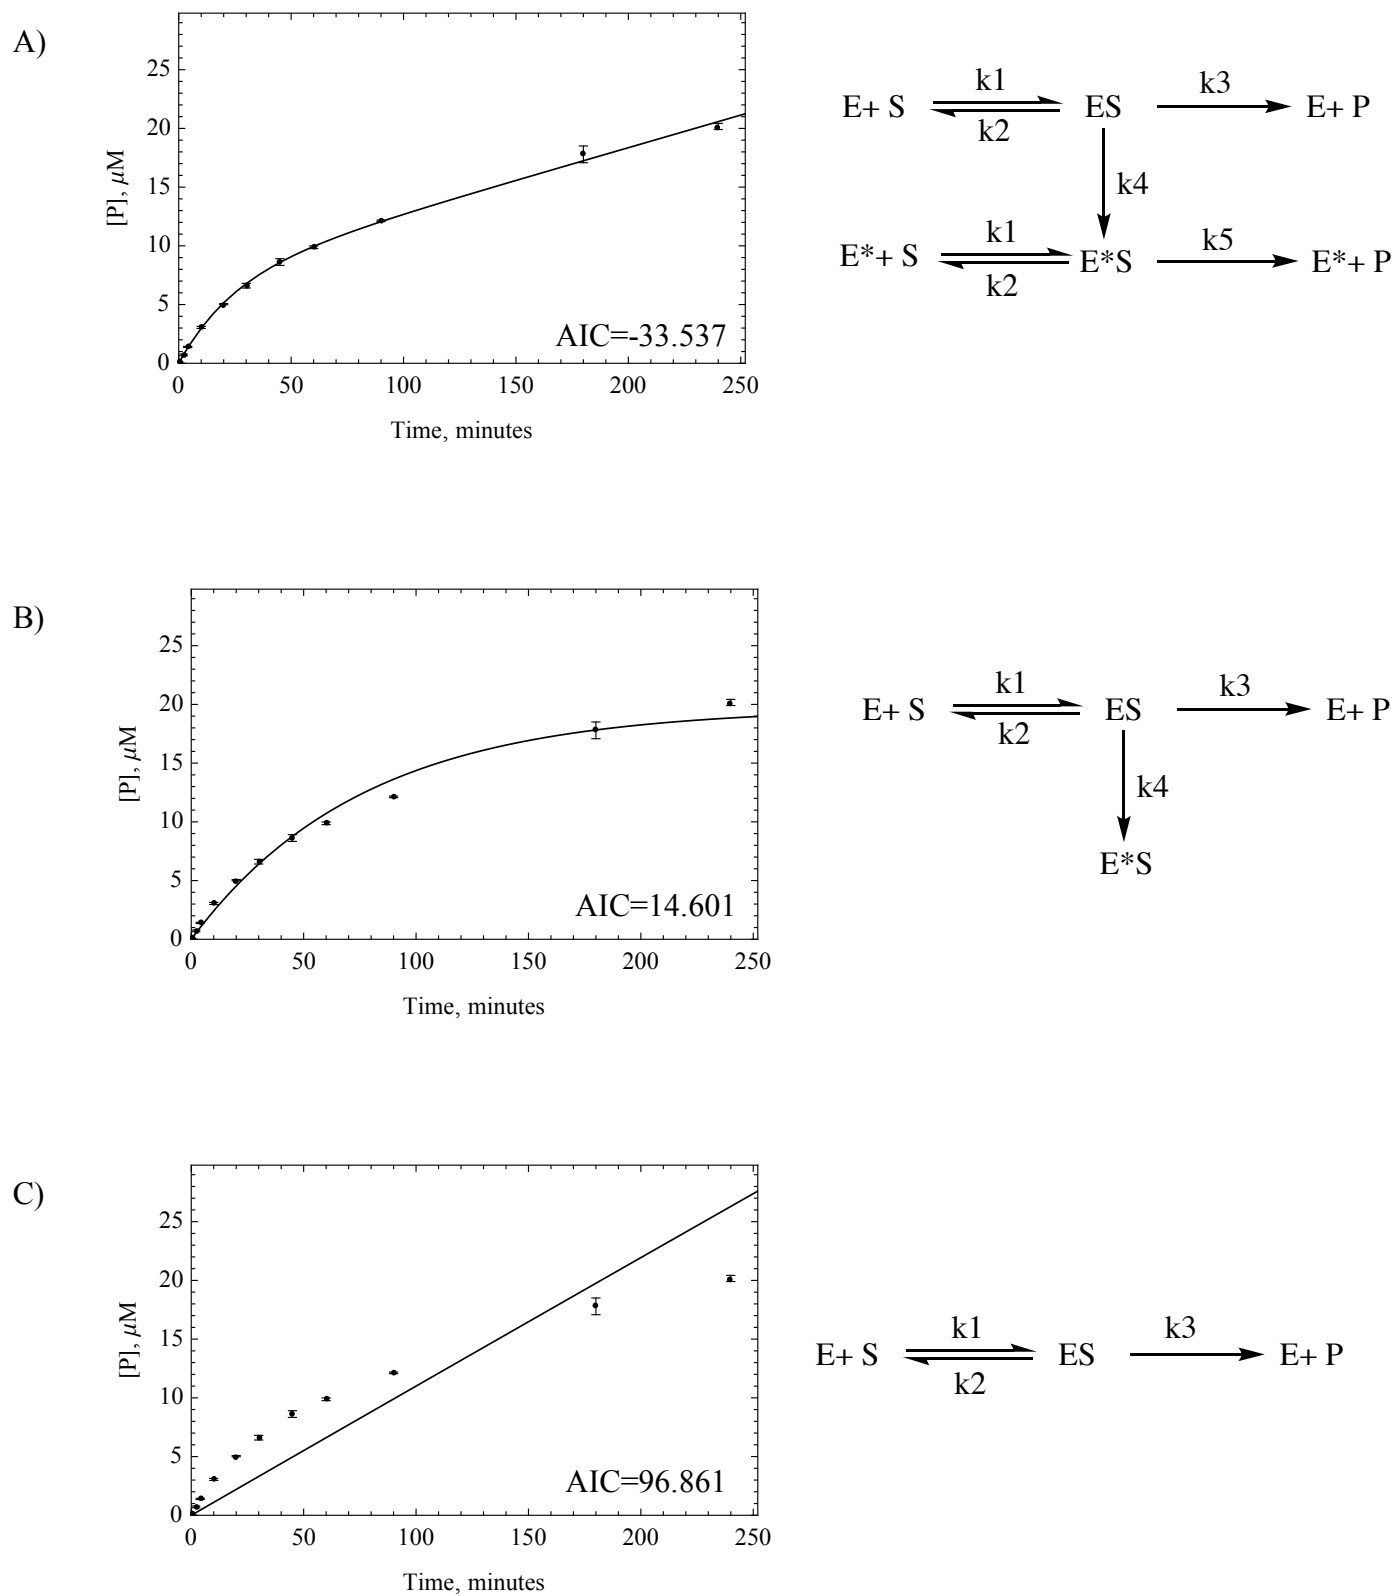 A)
25
20
15
10
5
0
[P], μM
AIC=-33.537
0 50 100 150 200 250
Time, minutes
k1 k3
E+ S ES E+ P
k2
k4
k1 k5
E*+ S E*S E*+ P
k2
B)
25
20
15
10
5
0
[P], μM
AIC=14.601
0 50 100 150 200 250
Time, minutes
k1 k3
E+ S ES E+ P
k2
k4
E*S
C)
25
20
15
10
5
0
[P], μM
AIC=96.861
0 50 100 150 200 250
Time, minutes
k1 k3
E+ S ES E+ P
k2